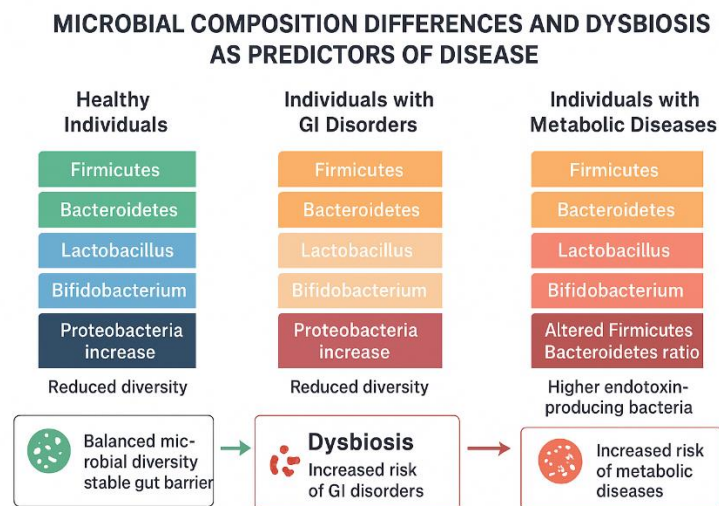 MICROBIAL COMPOSITION DIFFERENCES AND DYSBIOSIS
AS PREDICTORS OF DISEASE
Healthy
Individuals
Firmicutes
Bacteroidetes
Lactobacillus
Bifidobacterium
Proteobacteria
increase
Reduced diversity
Balanced mic-
robial diversity
stable gut barrier
Individuals with
GI Disorders
Firmicutes
Bacteroidetes
Lactobacillus
Bifidobacterium
Proteobacteria
increase
Reduced diversity
Dysbiosis
Increased risk
of GI disorders
Individuals with
Metabolic Diseases
Firmicutes
Bacteroidetes
Lactobacillus
Bifidobacterium
Altered Firmicutes
Bacteroidetes ratio
Higher endotoxin-
producing bacteria
Increased risk
of metabolic
diseases